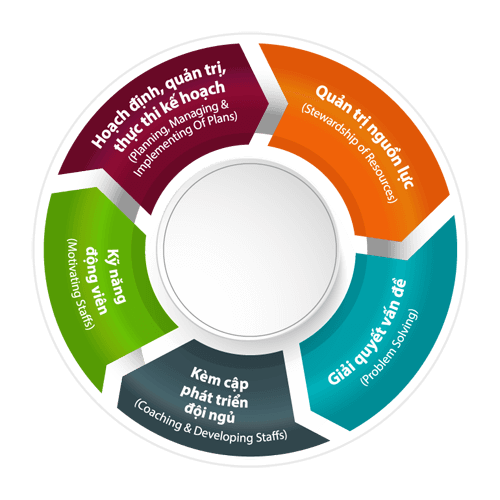 Hoạch định, quản trị,
thực thi kế hoạch
(Planning, Managing &
Implementing Of Plans)
Quản trị nguồn lực
(Stewardship of Resources)
Giải quyết vấn đề
(Problem Solving)
Kèm cặp
phát triển
đội ngũ
(Coaching & Developing Staffs)
Kỹ năng
động viên
(Motivating Staffs)